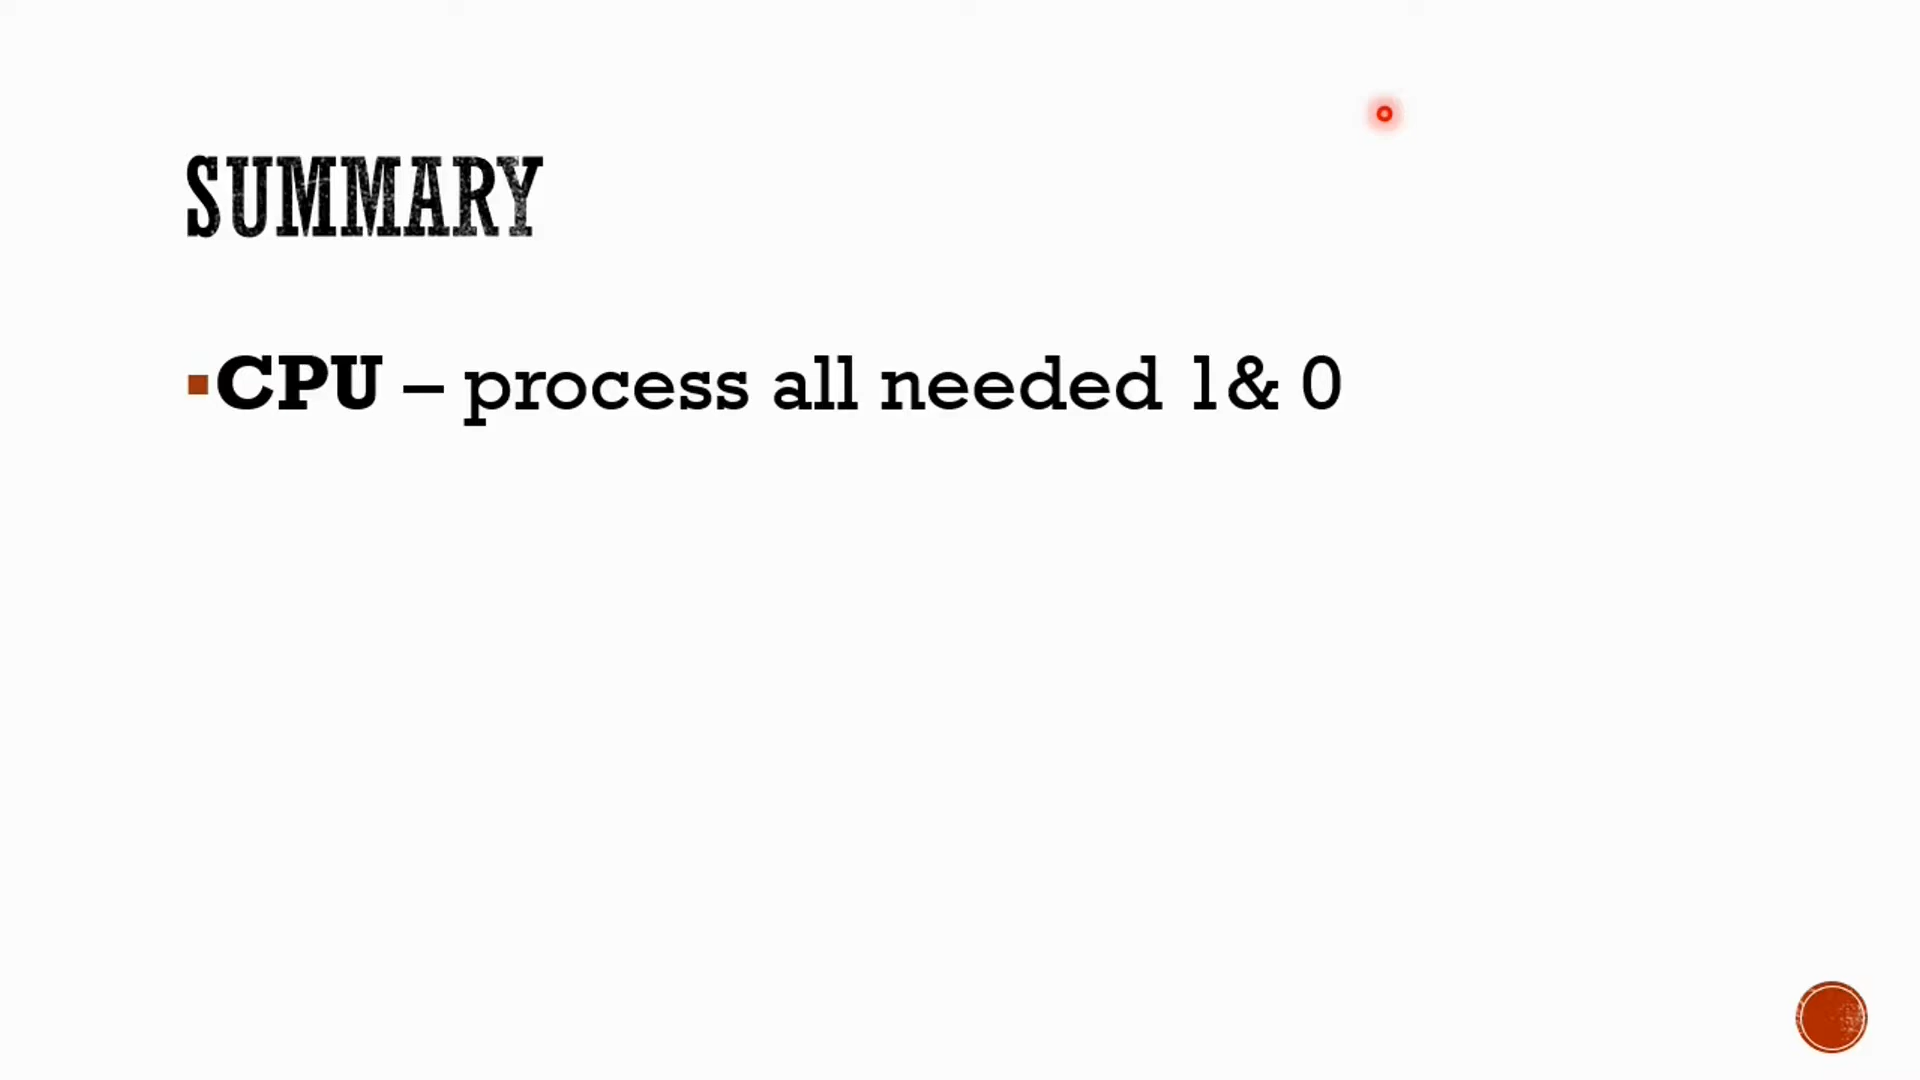 SUMMARY
▪CPU – process all needed 1& 0